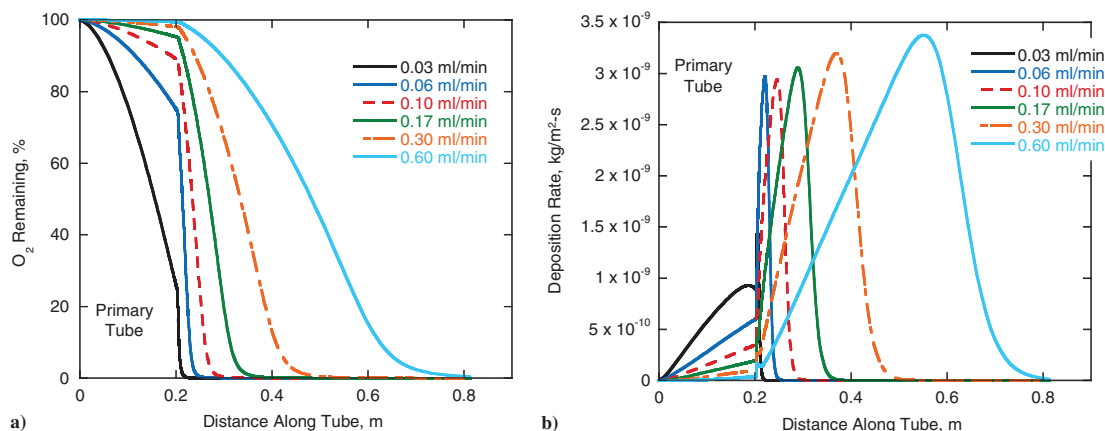 100
80
60
40
20
0
O2 Remaining, %
0.03 ml/min
0.06 ml/min
0.10 ml/min
0.17 ml/min
0.30 ml/min
0.60 ml/min
Primary
Tube
0
0.2
0.4
0.6
0.8
Distance Along Tube, m
a)
3.5 x 10-9
3 x 10-9
2.5 x 10-9
2 x 10-9
1.5 x 10-9
1 x 10-9
5 x 10-10
0
Deposition Rate, kg/m2-s
Primary
Tube
0.03 ml/min
0.06 ml/min
0.10 ml/min
0.17 ml/min
0.30 ml/min
0.60 ml/min
0
0.2
0.4
0.6
0.8
Distance Along Tube, m
b)